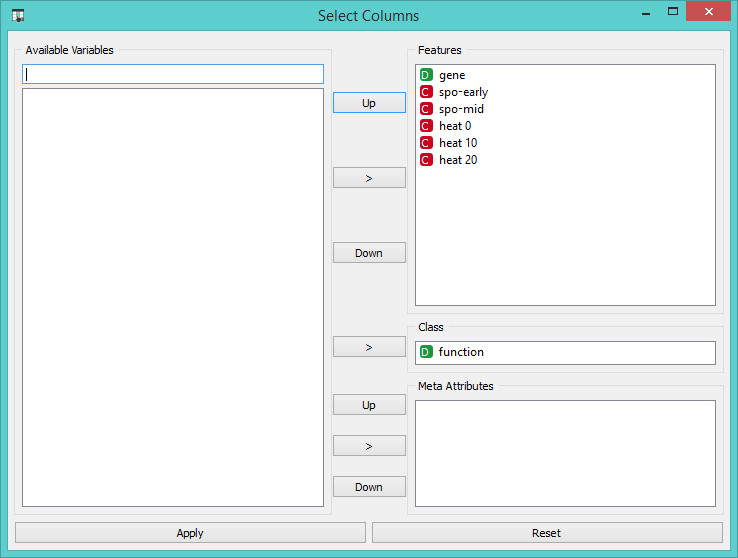 Select Columns
Available Variables
Up
>
Down
>
Up
>
Down
Features
D gene
C spo-early
C spo-mid
C heat 0
C heat 10
C heat 20
Class
D function
Meta Attributes
Apply
Reset